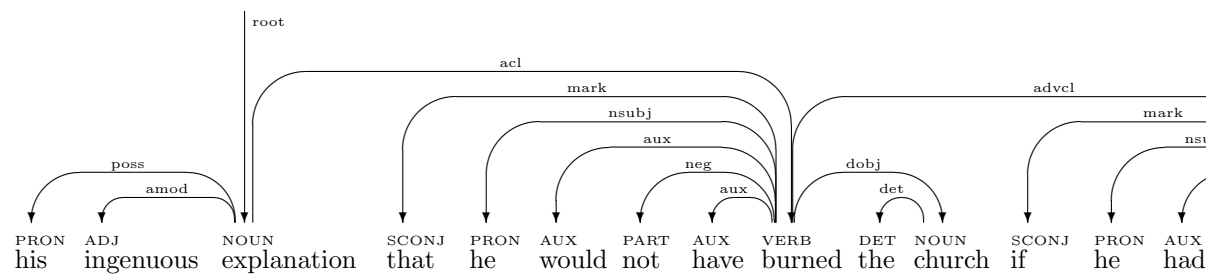 root
acl
mark advcl
nsubj mark
aux
poss neg dobj
amod aux det
PRON ADJ NOUN SCONJ PRON AUX PART AUX VERB DET NOUN SCONJ PRON AUX
his ingenuous explanation that he would not have burned the church if he had